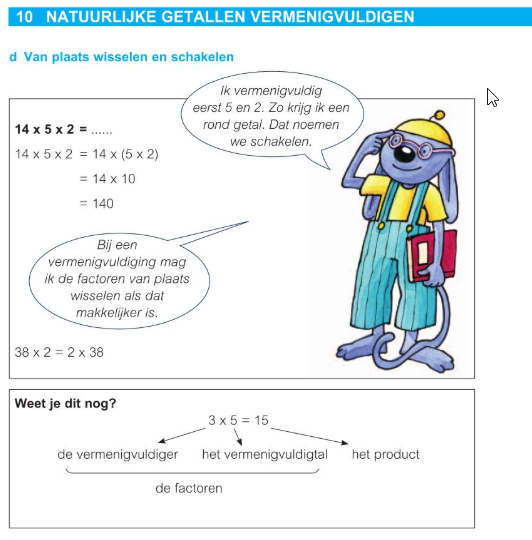 10 NATUURLIJKE GETALLEN VERMENIGVULDIGEN
d Van plaats wisselen en schakelen
Ik vermenigvuldig
eerst 5 en 2. Zo krijg ik een
rond getal. Dat noemen
we schakelen.
14 x 5 x 2 = ......
14 x 5 x 2 = 14 x (5 x 2)
= 14 x 10
= 140
Bij een
vermenigvuldiging mag
ik de factoren van plaats
wisselen als dat
makkelijker is.
38 x 2 = 2 x 38
Weet je dit nog?
3 x 5 = 15
de vermenigvuldiger het vermenigvuldigtal het product
de factoren